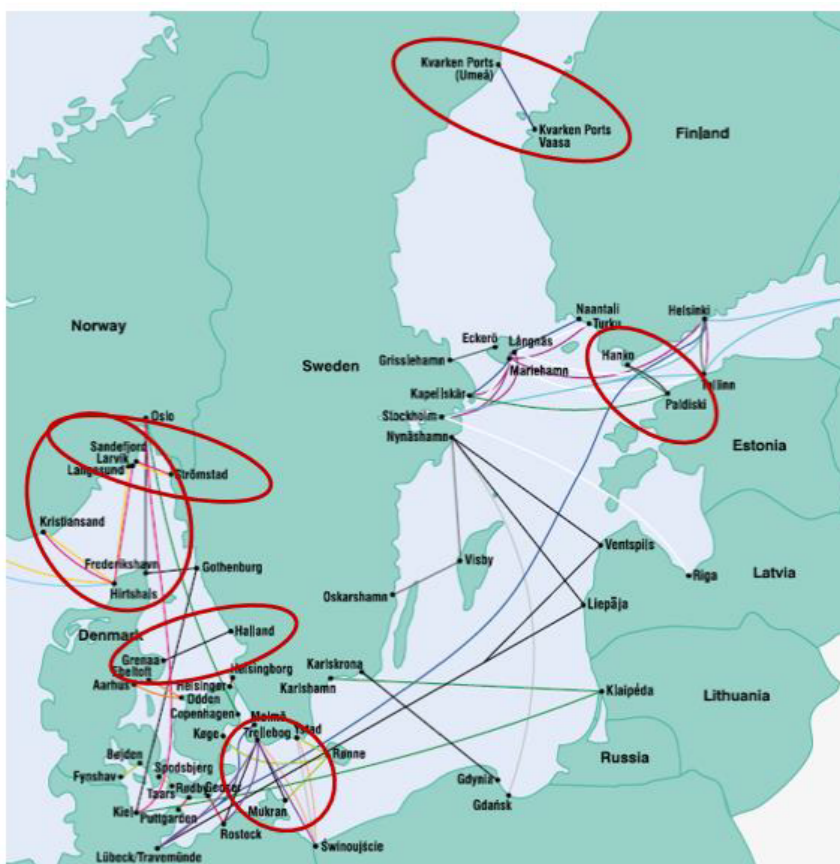 Kvarken Ports
(Umeå)
Kvarken Ports
Vaasa
Finland
Norway
Sweden
Naantali
Turku
Helsinki
Eckerö
Långnäs
Grisslehamn
Mariehamn
Hanko
Tallinn
Kapellskär
Paldiski
Stockholm
Nynäshamn
Estonia
Oslo
Sandefjord
Larvik
Langesund
Strömstad
Kristiansand
Frederikshavn
Gothenburg
Hirtshals
Visby
Ventspils
Riga
Latvia
Oskarshamn
Liepāja
Denmark
Halland
Grenaa
Ebeltoft
Aarhus
Helsingborg
Helsingør
Odden
Karlskrona
Karlshamn
Klaipéda
Lithuania
Copenhagen
Malmö
Køge
Trelleborg
Ystad
Rønne
Russia
Bøjden
Fynshav
Spodsbjerg
Taars
Rødby
Gedser
Gdynia
Gdańsk
Kiel
Puttgarden
Mukran
Rostock
Lübeck/Travemünde
Świnoujście